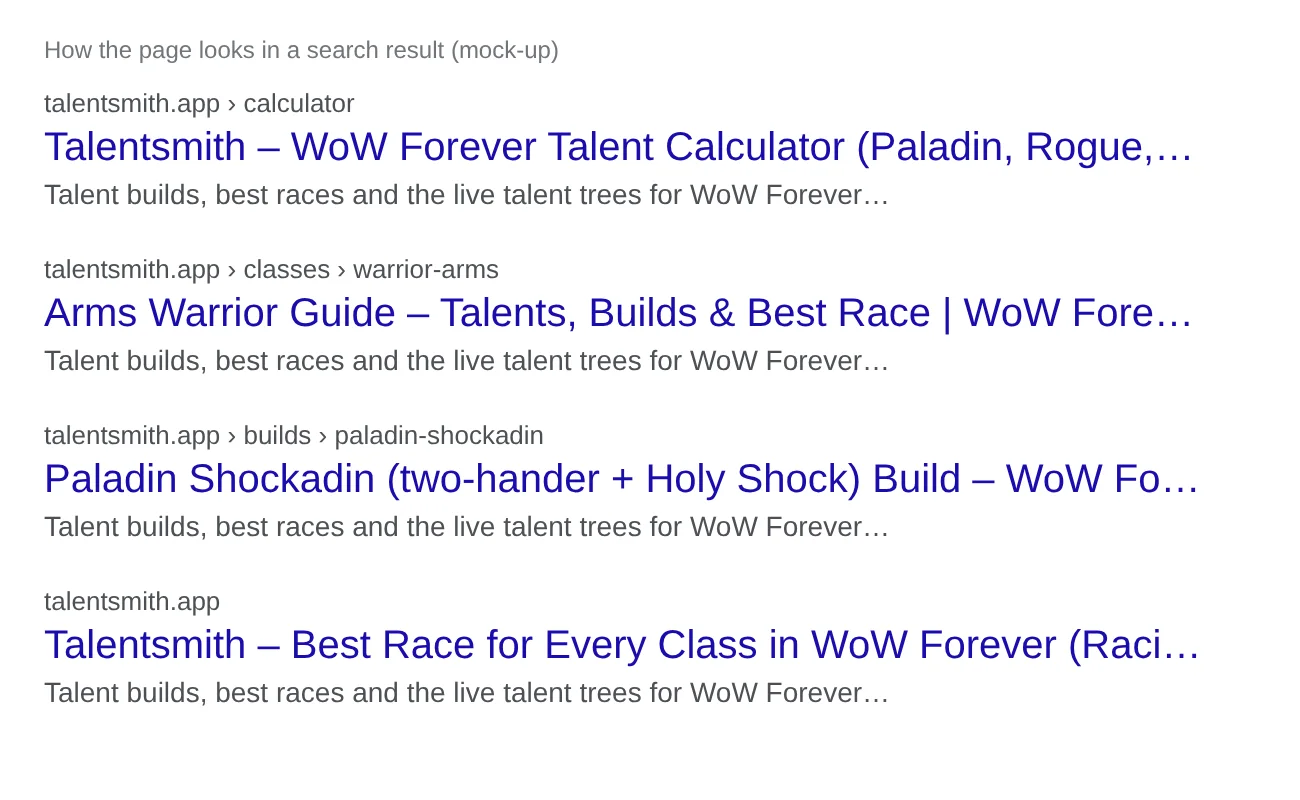 How the page looks in a search result (mock-up)
talentsmith.app › calculator
Talentsmith – WoW Forever Talent Calculator (Paladin, Rogue,…
Talent builds, best races and the live talent trees for WoW Forever…
talentsmith.app › classes › warrior-arms
Arms Warrior Guide – Talents, Builds & Best Race | WoW Fore…
Talent builds, best races and the live talent trees for WoW Forever…
talentsmith.app › builds › paladin-shockadin
Paladin Shockadin (two-hander + Holy Shock) Build – WoW Fo…
Talent builds, best races and the live talent trees for WoW Forever…
talentsmith.app
Talentsmith – Best Race for Every Class in WoW Forever (Raci…
Talent builds, best races and the live talent trees for WoW Forever…